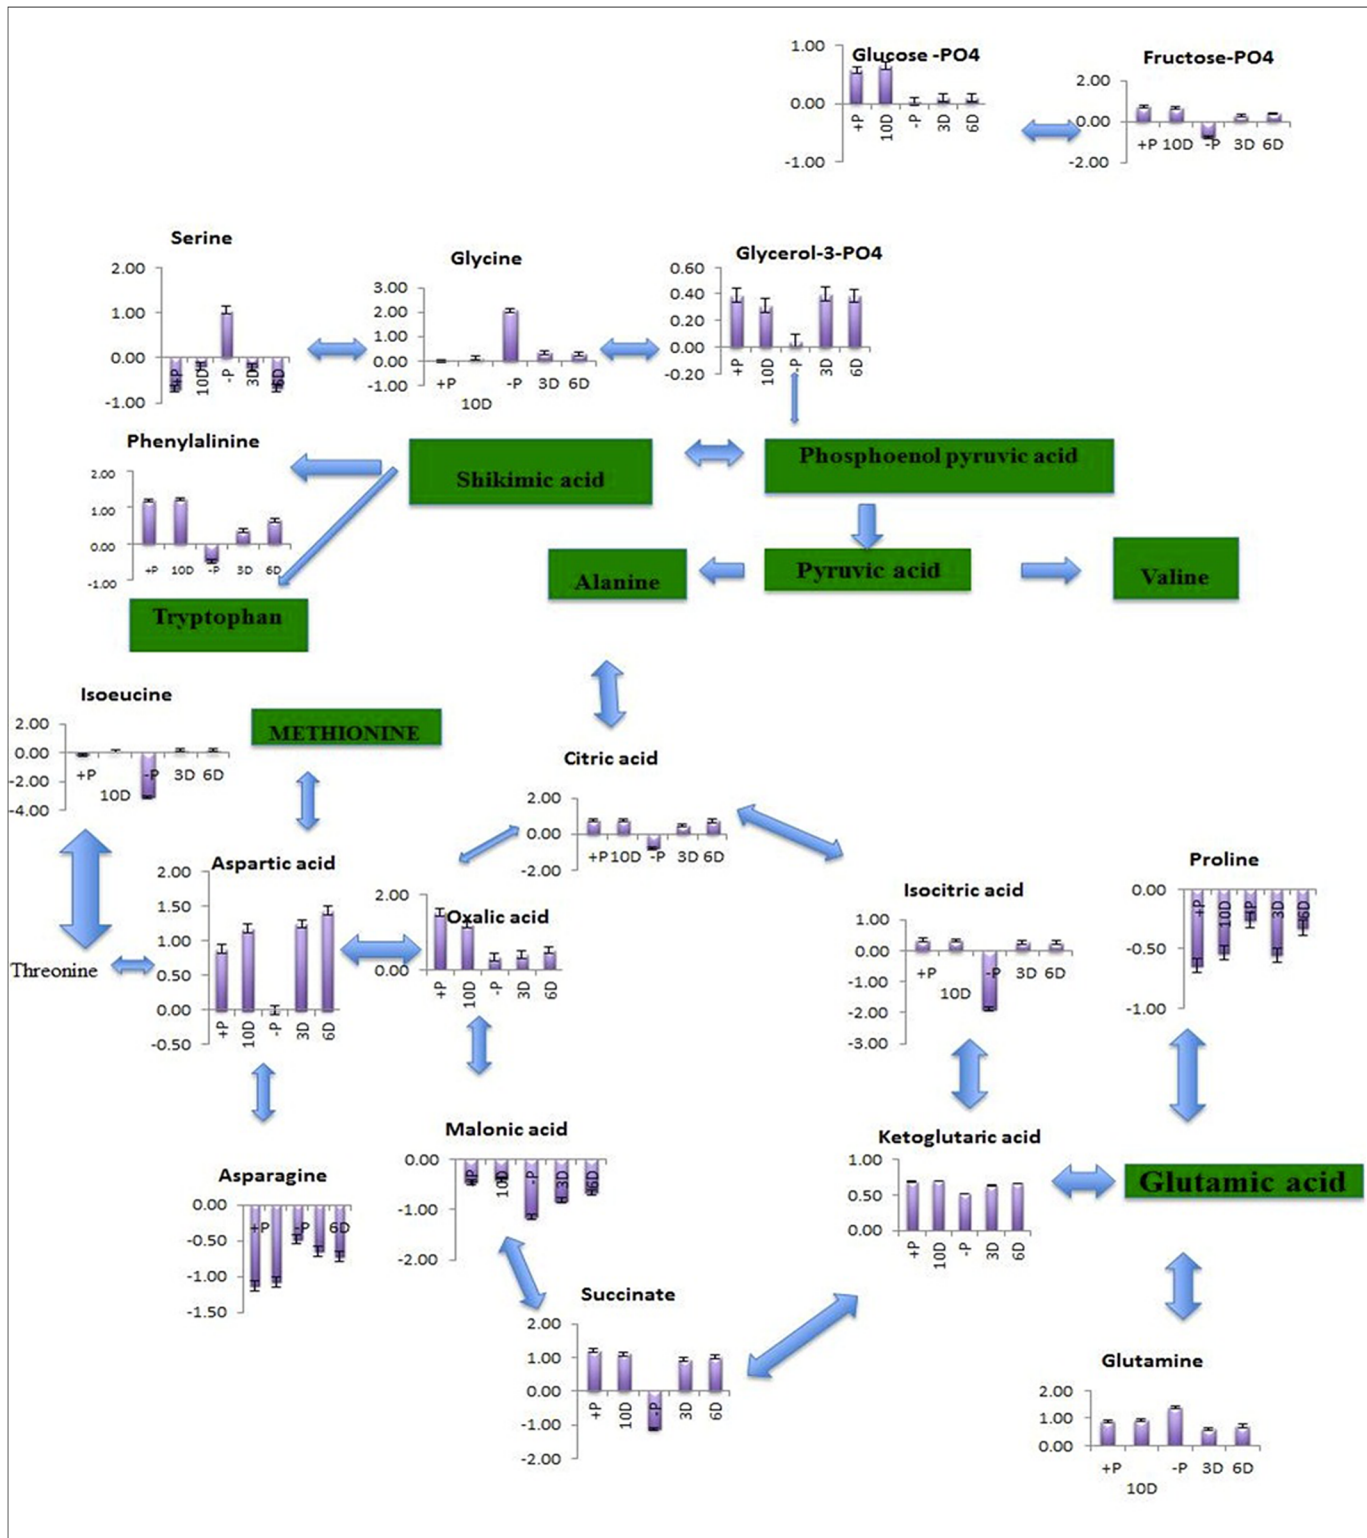 Glucose -PO4
1.00
0.00
-1.00
+P
10D
-P
3D
6D
Fructose-PO4
2.00
0.00
-2.00
+P 10D -P 3D 6D
Serine
2.00
1.00
0.00
-1.00
+P
10D
-P
3D
6D
Glycine
3.00
2.00
1.00
0.00
-1.00
+P -P 3D 6D
10D
Glycerol-3-PO4
0.60
0.40
0.20
0.00
-0.20
+P
10D
-P
3D
6D
Phenylalinine
2.00
1.00
0.00
-1.00
+P 10D -P 3D 6D
Shikimic acid
Phosphoenol pyruvic acid
Tryptophan
Alanine
Pyruvic acid
Valine
Isoeucine
2.00
0.00
-2.00
-4.00
+P -P 3D 6D
10D
METHIONINE
Citric acid
2.00
0.00
-2.00
+P 10D -P 3D 6D
Aspartic acid
2.00
1.50
1.00
0.50
0.00
-0.50
+P
10D
-P
3D
6D
Threonine
Oxalic acid
2.00
0.00
+P
10D
-P
3D
6D
Isocitric acid
1.00
0.00
-1.00
-2.00
-3.00
+P -P 3D 6D
10D
Proline
0.00
-0.50
-1.00
+P
10D
-P
3D
6D
Asparagine
0.00
-0.50
-1.00
-1.50
+P -P 6D
Malonic acid
0.00
-1.00
-2.00
+P
10D
-P
3D
6D
Ketoglutaric acid
1.00
0.50
0.00
+P
10D
-P
3D
6D
Glutamic acid
Succinate
2.00
1.00
0.00
-1.00
-2.00
+P
10D
-P
3D
6D
Glutamine
2.00
1.00
0.00
+P -P 3D 6D
10D